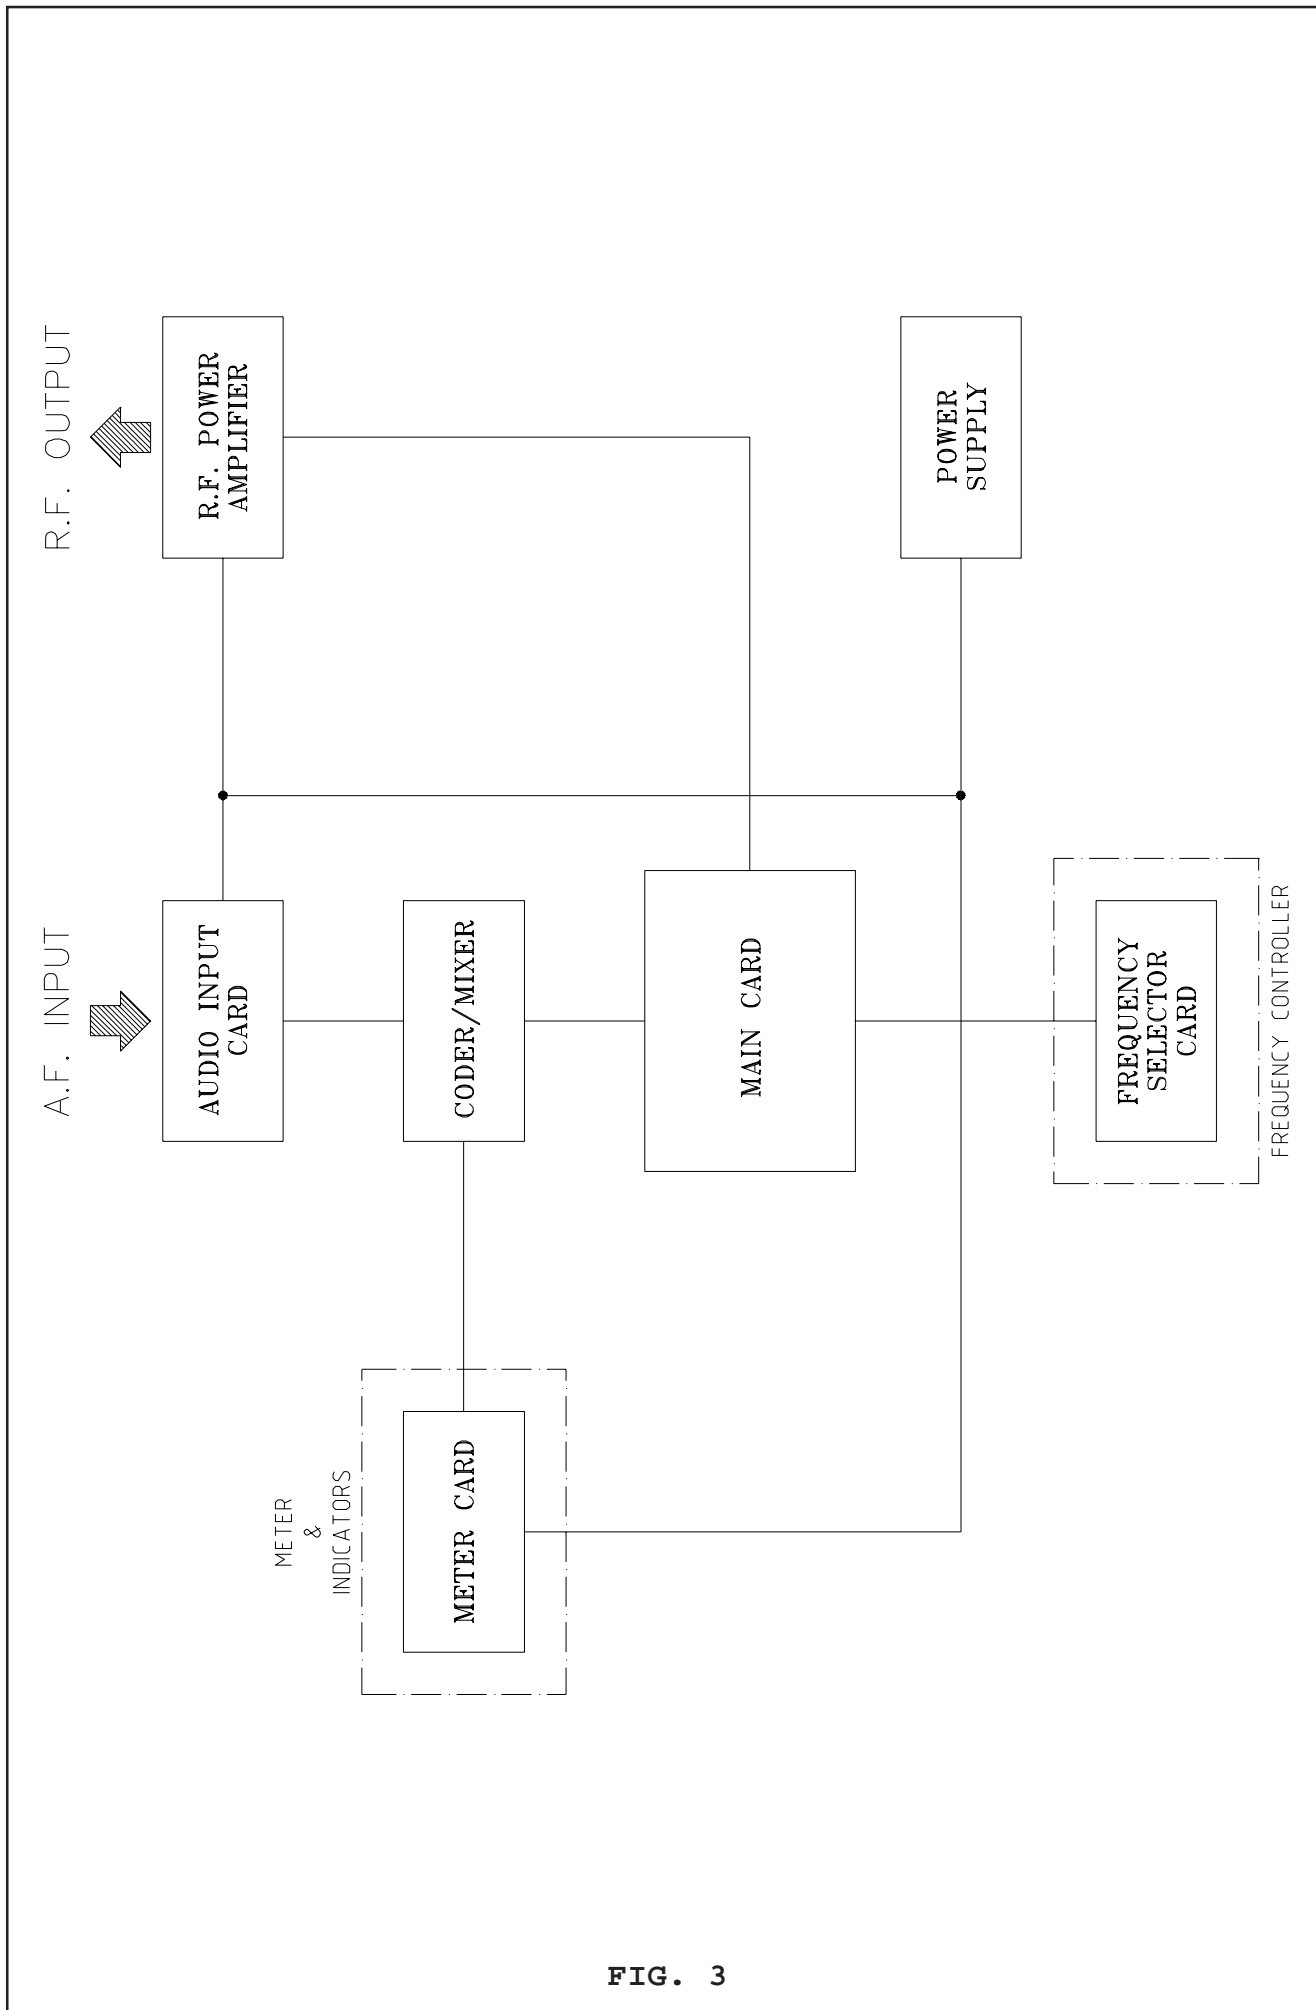 A.F. INPUT
R.F. OUTPUT
AUDIO INPUT
CARD
R.F. POWER
AMPLIFIER
METER
&
INDICATORS
METER CARD
CODER/MIXER
MAIN CARD
POWER
SUPPLY
FREQUENCY
SELECTOR
CARD
FREQUENCY CONTROLLER
FIG. 3